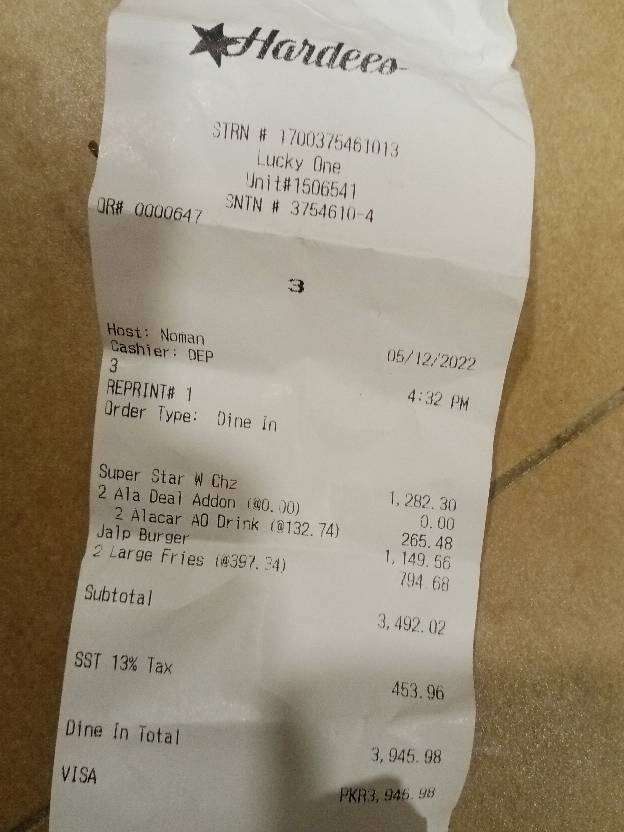 Hardees
STRN # 1700375461013
Lucky One
Unit#1506541
SNTN # 3754610-4
OR# 0000647
3
Host: Noman
Cashier: DEP 05/12/2022
3
REPRINT# 1 4:32 PM
Order Type: Dine In
Super Star W Chz 1,282.30
2 Ala Deal Addon (@0.00) 0.00
2 Alacar AO Drink (@132.74) 265.48
Jalp Burger 1,149.56
2 Large Fries (@397.34) 794.68
Subtotal 3,492.02
SST 13% Tax 453.96
Dine In Total 3,945.98
VISA PKR3,945.98